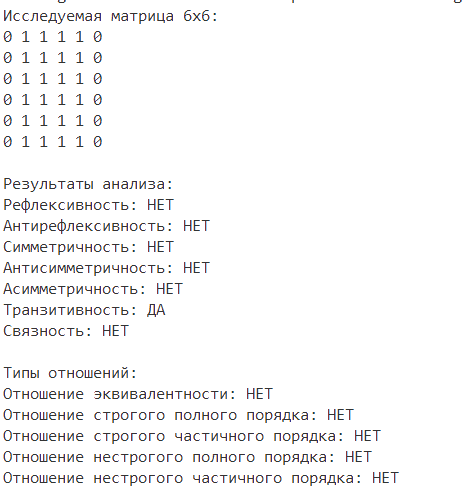 Исследуемая матрица 6x6:
0 1 1 1 1 0
0 1 1 1 1 0
0 1 1 1 1 0
0 1 1 1 1 0
0 1 1 1 1 0
0 1 1 1 1 0
Результаты анализа:
Рефлексивность: НЕТ
Антирефлексивность: НЕТ
Симметричность: НЕТ
Антисимметричность: НЕТ
Асимметричность: НЕТ
Транзитивность: ДА
Связность: НЕТ
Типы отношений:
Отношение эквивалентности: НЕТ
Отношение строгого полного порядка: НЕТ
Отношение строгого частичного порядка: НЕТ
Отношение нестрогого полного порядка: НЕТ
Отношение нестрогого частичного порядка: НЕТ